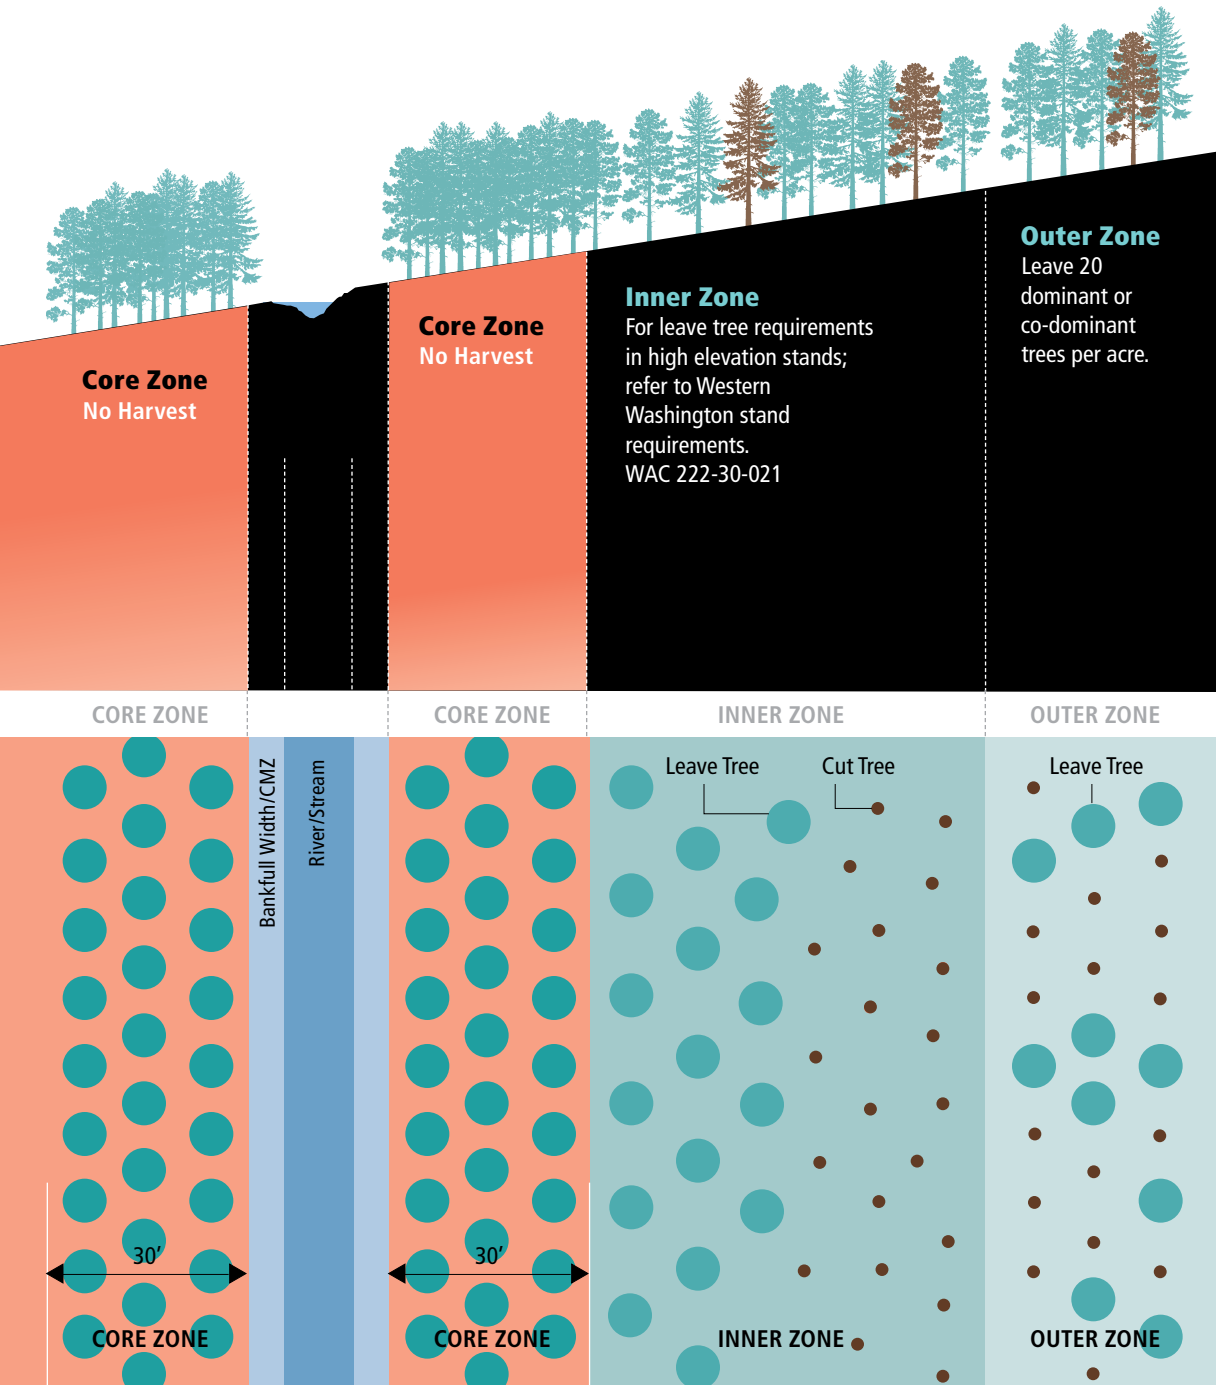 Outer Zone
Leave 20
dominant or
co-dominant
trees per acre.
Inner Zone
For leave tree requirements
in high elevation stands;
refer to Western
Washington stand
requirements.
WAC 222-30-021
Core Zone
No Harvest
Core Zone
No Harvest
CORE ZONE
CORE ZONE
INNER ZONE
OUTER ZONE
Bankfull Width/CMZ
River/Stream
Leave Tree
Cut Tree
Leave Tree
30’
30’
CORE ZONE
CORE ZONE
INNER ZONE
OUTER ZONE